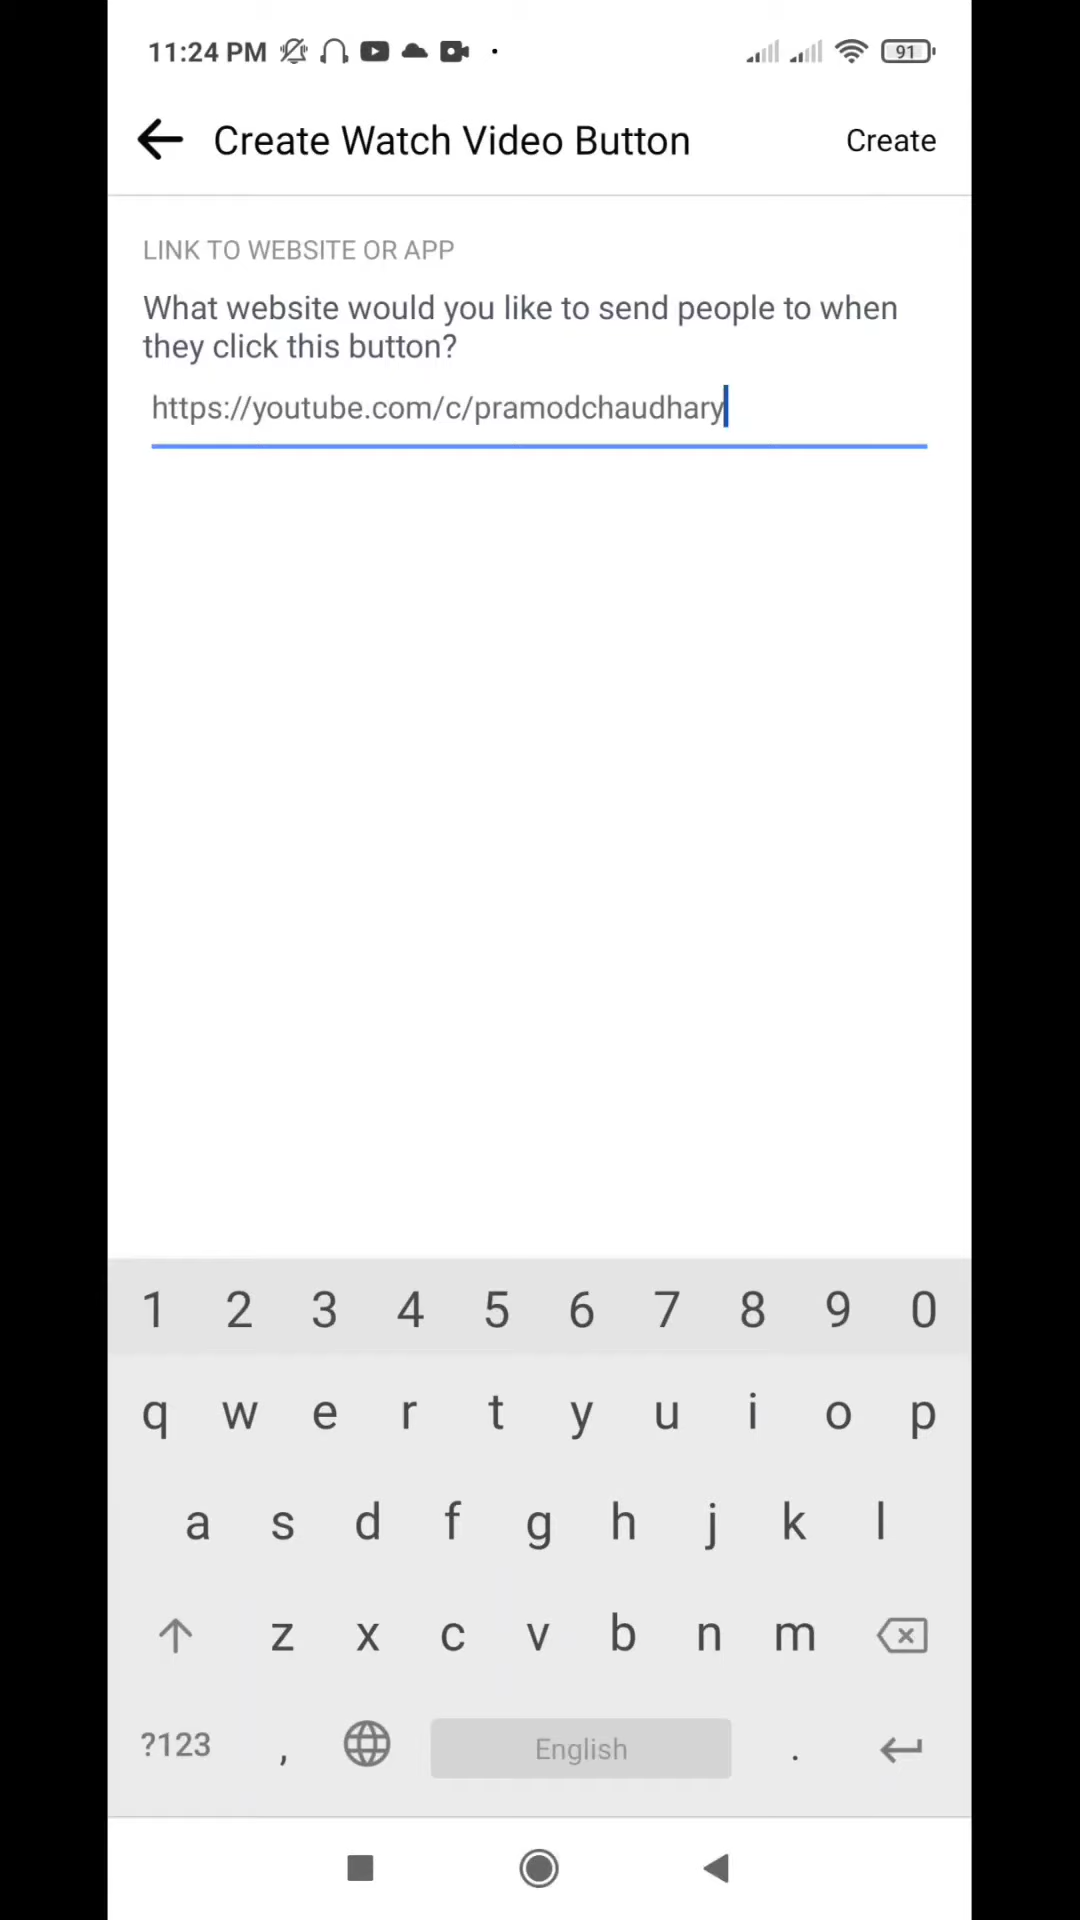 11:24 PM
91
Create Watch Video Button
Create
LINK TO WEBSITE OR APP
What website would you like to send people to when
they click this button?
https://youtube.com/c/pramodchaudhary
1 2 3 4 5 6 7 8 9 0
q w e r t y u i o p
a s d f g h j k l
z x c v b n m
?123 , English .